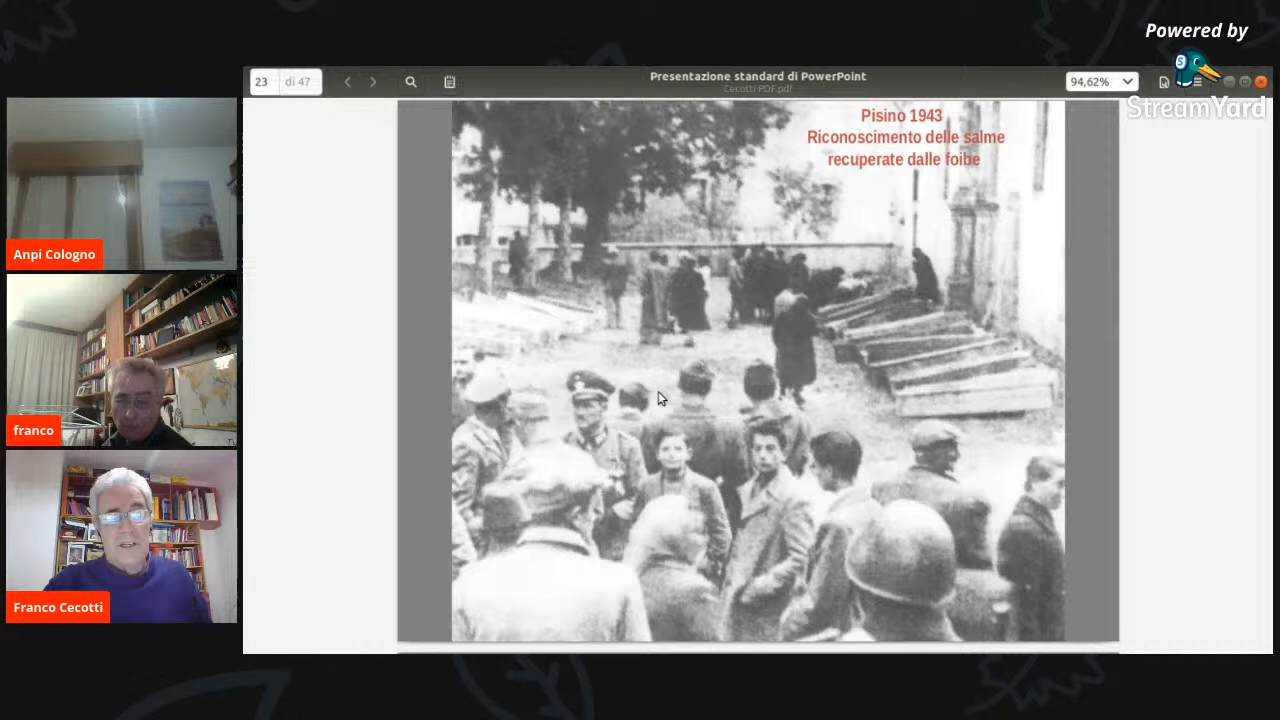 Powered by
StreamYard
23
di 47
Presentazione standard di PowerPoint
Cecotti PDF.pdf
94,62%
Pisino 1943
Riconoscimento delle salme
recuperate dalle foibe
Anpi Cologno
franco
Franco Cecotti